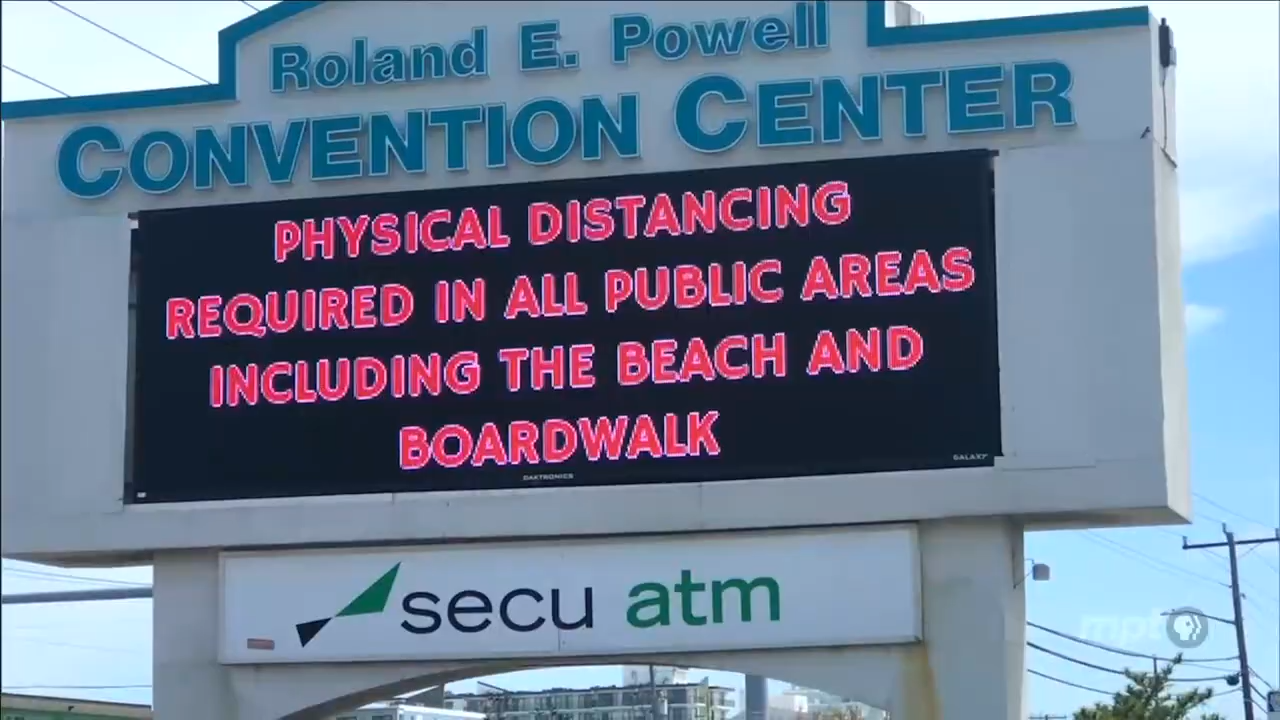 Roland E. Powell
CONVENTION CENTER
PHYSICAL DISTANCING
REQUIRED IN ALL PUBLIC AREAS
INCLUDING THE BEACH AND
BOARDWALK
DAKTRONICS
GALAXY
secu atm
mpt